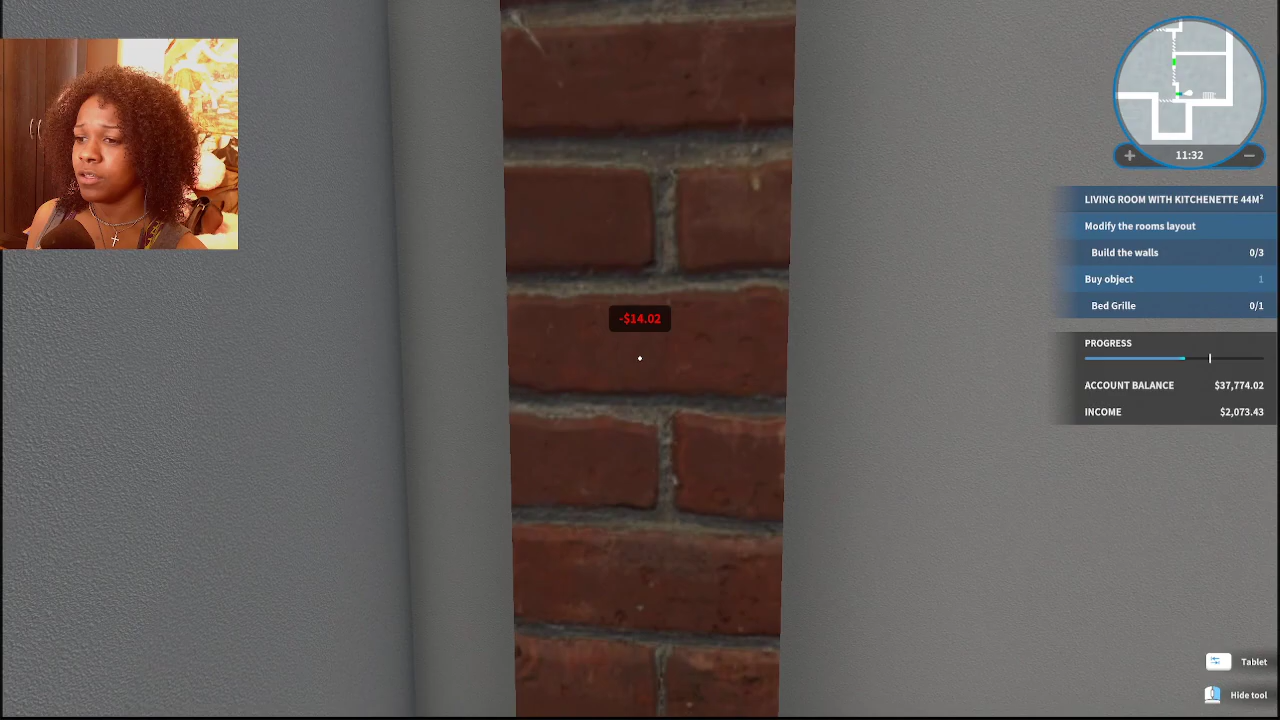 11:32
LIVING ROOM WITH KITCHENETTE 44M²
Modify the rooms layout
Build the walls 0/3
Buy object 1
Bed Grille 0/1
-$14.02
PROGRESS
ACCOUNT BALANCE $37,774.02
INCOME $2,073.43
Tablet
Hide tool